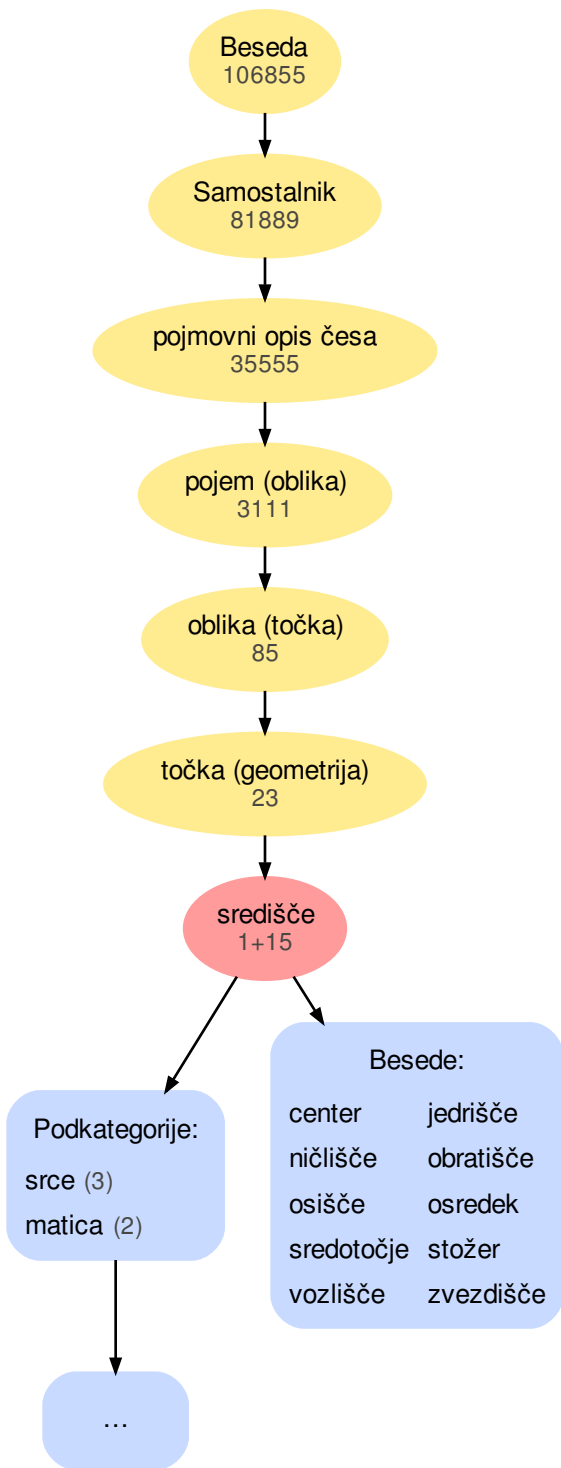 Beseda
106855
Samostalnik
81889
pojmovni opis česa
35555
pojem (oblika)
3111
oblika (točka)
85
točka (geometrija)
23
središče
1+15
Podkategorije:
srce (3)
matica (2)
...
Besede:
center jedrišče
ničlišče obratišče
osišče osredek
sredotočje stožer
vozlišče zvezdišče